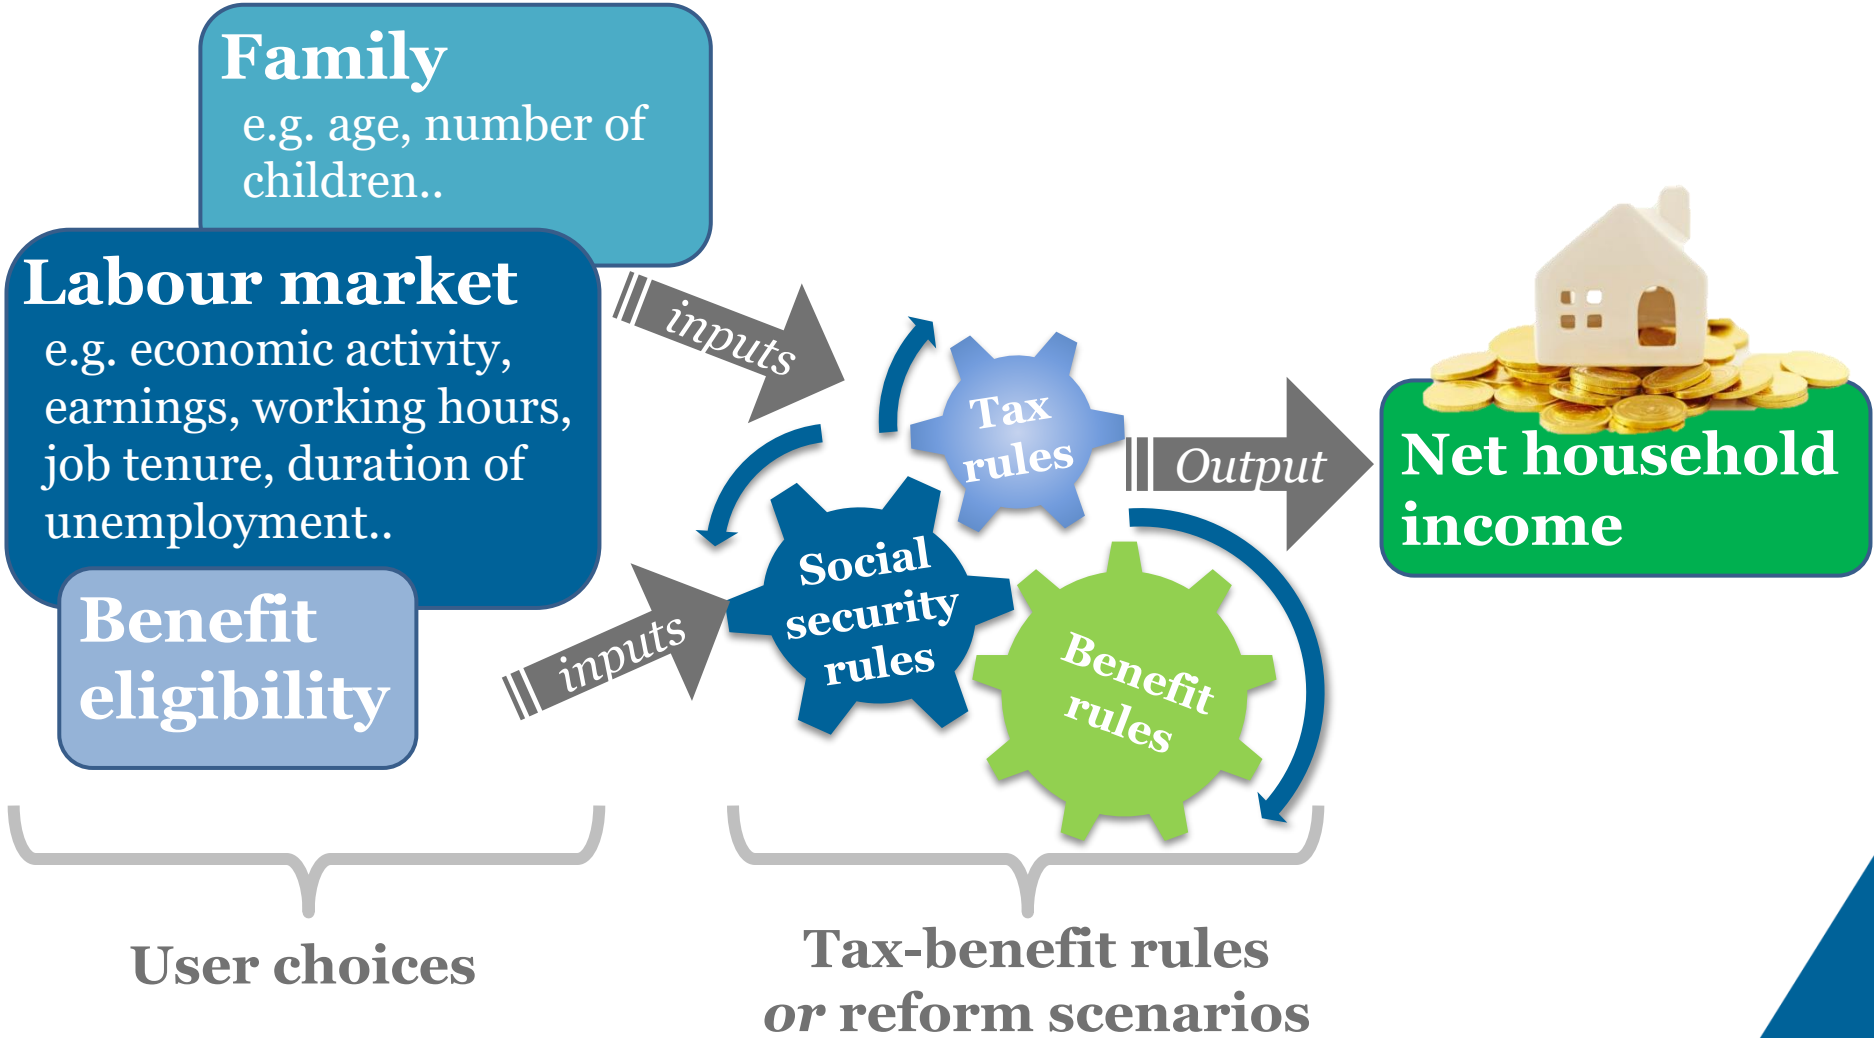 Family
e.g. age, number of
children..
Labour market
e.g. economic activity,
earnings, working hours,
job tenure, duration of
unemployment..
Benefit
eligibility
inputs
inputs
Tax
rules
Social
security
rules
Benefit
rules
Output
Net household
income
User choices
Tax-benefit rules
or reform scenarios